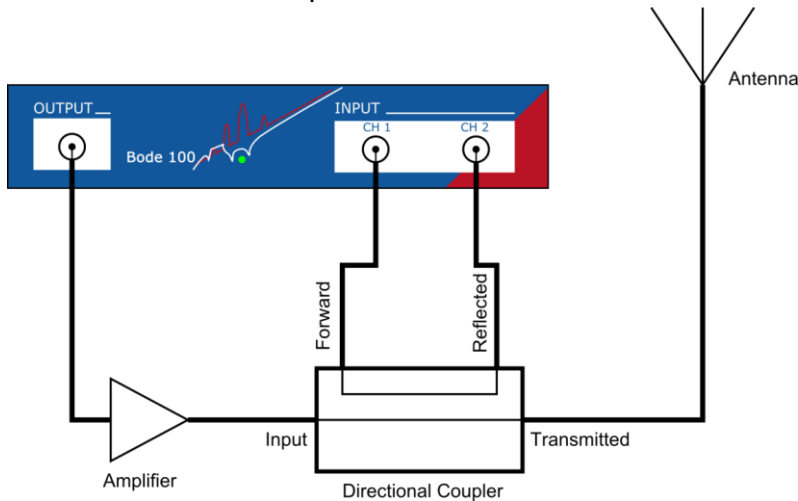 Antenna
OUTPUT
INPUT
CH 1
CH 2
Bode 100
Forward
Reflected
Input
Transmitted
Amplifier
Directional Coupler